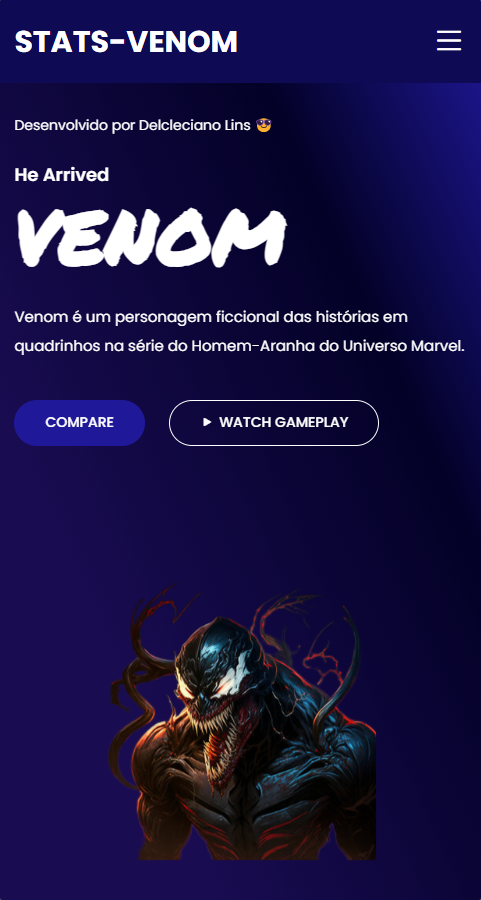 STATS-VENOM
Desenvolvido por Delcleciano Lins 😎
He Arrived
VENOM
Venom é um personagem ficcional das histórias em
quadrinhos na série do Homem-Aranha do Universo Marvel.
COMPARE
WATCH GAMEPLAY